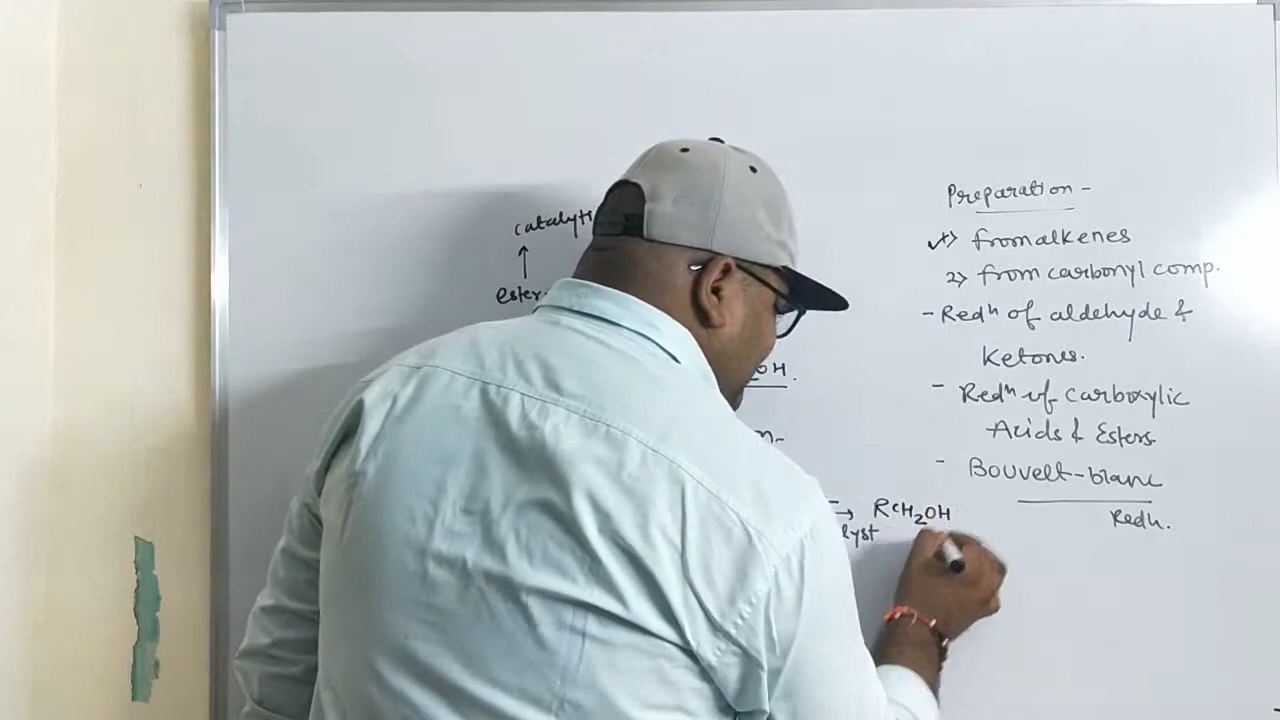 catalyti
↑
ester
OH.
n-
→ RCH2OH
lyst
Preparation -
1) from alkenes
2) from carbonyl comp.
- Redn of aldehyde &
Ketones.
- Redn of carboxylic
Acids & Esters.
- Bouvelt-blanc
Redn.